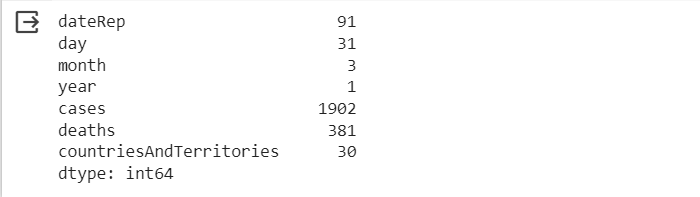 dateRep 91
day 31
month 3
year 1
cases 1902
deaths 381
countriesAndTerritories 30
dtype: int64